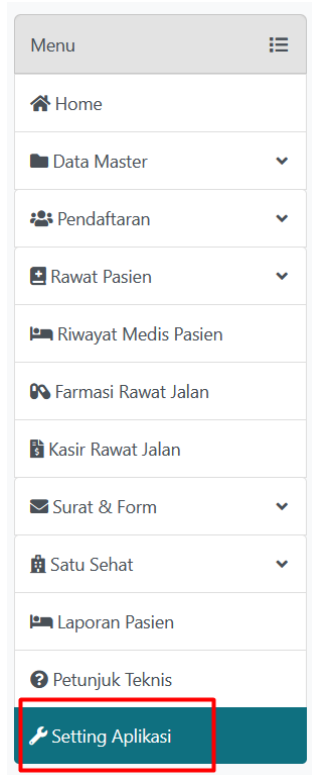 Menu
Home
Data Master
Pendaftaran
Rawat Pasien
Riwayat Medis Pasien
Farmasi Rawat Jalan
Kasir Rawat Jalan
Surat & Form
Satu Sehat
Laporan Pasien
Petunjuk Teknis
Setting Aplikasi